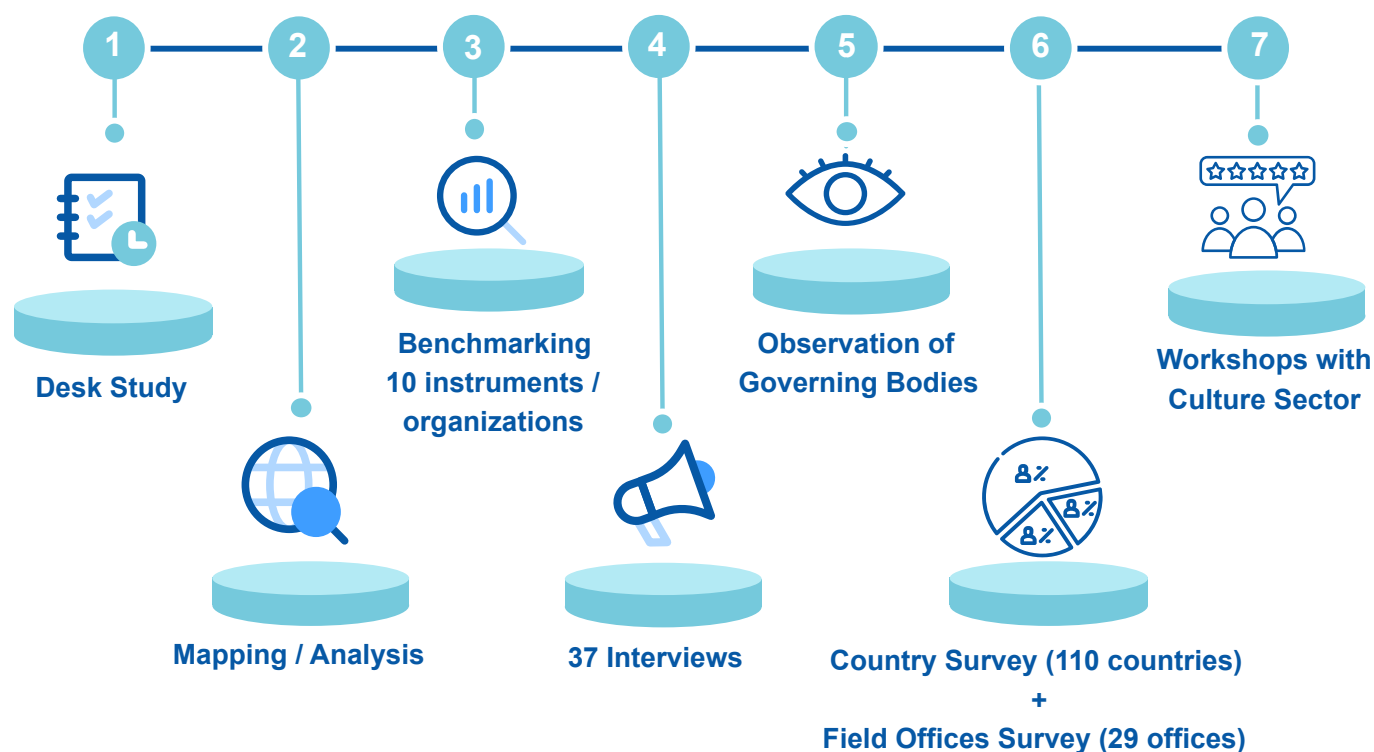 1
2
3
4
5
6
7
Desk Study
Mapping / Analysis
Benchmarking
10 instruments /
organizations
37 Interviews
Observation of
Governing Bodies
Country Survey (110 countries)
+
Field Offices Survey (29 offices)
Workshops with
Culture Sector